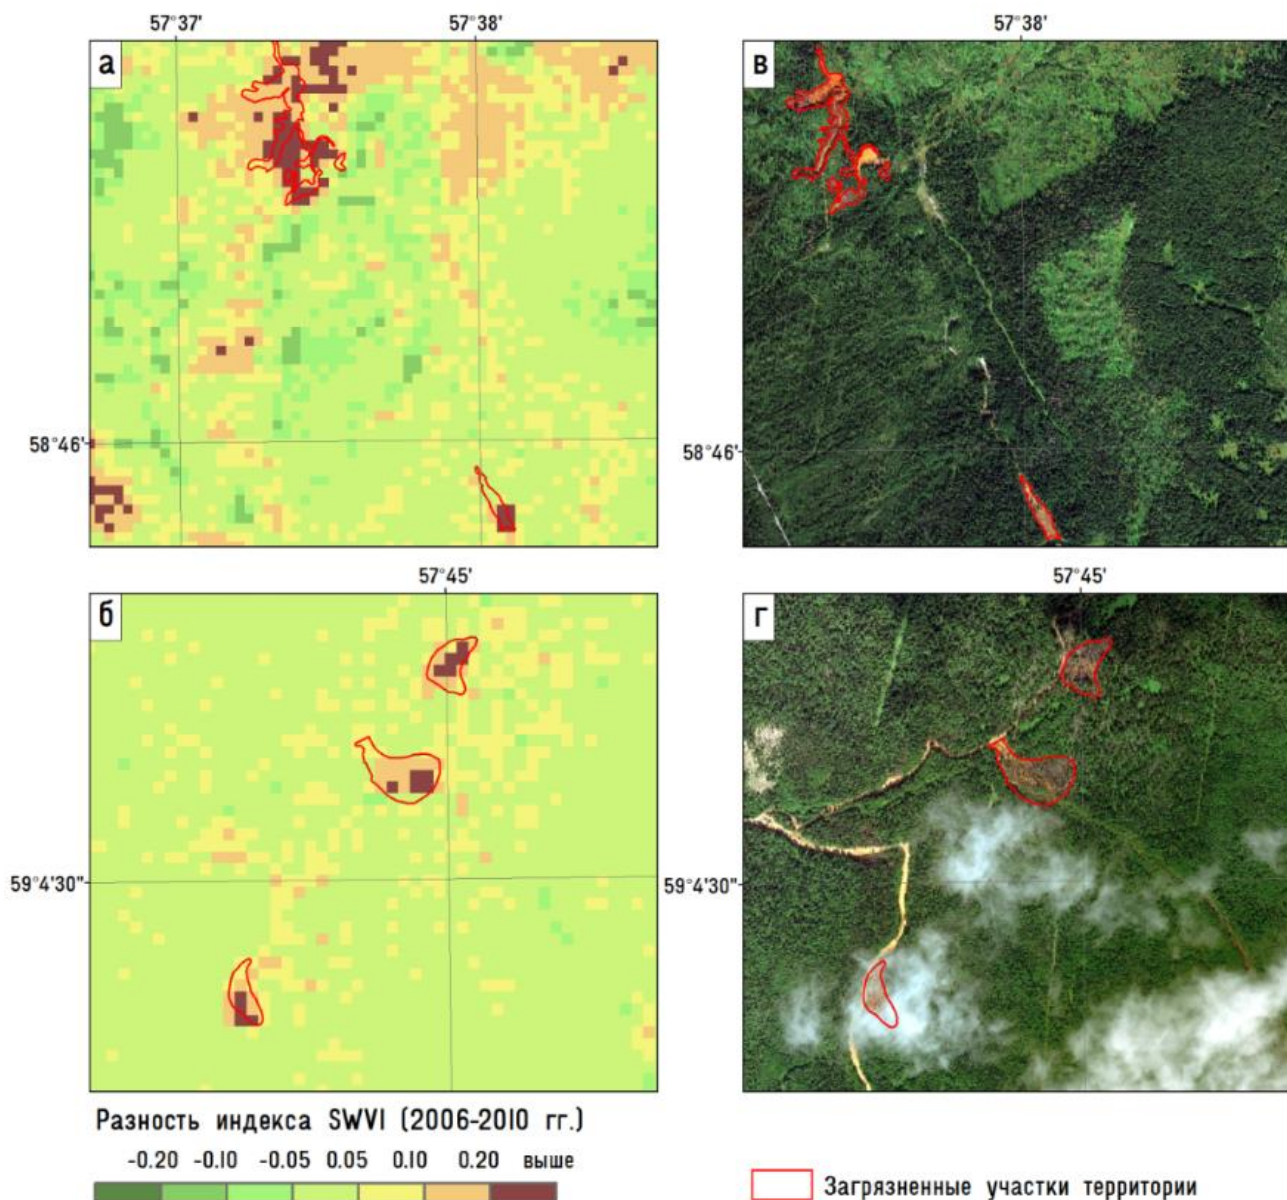 57°37' 57°38' 57°38'
а в
58°46' 58°46'
57°45' 57°45'
б г
59°4'30" 59°4'30"
Разность индекса SWVI (2006-2010 гг.)
-0.20 -0.10 -0.05 0.05 0.10 0.20 выше
Загрязненные участки территории